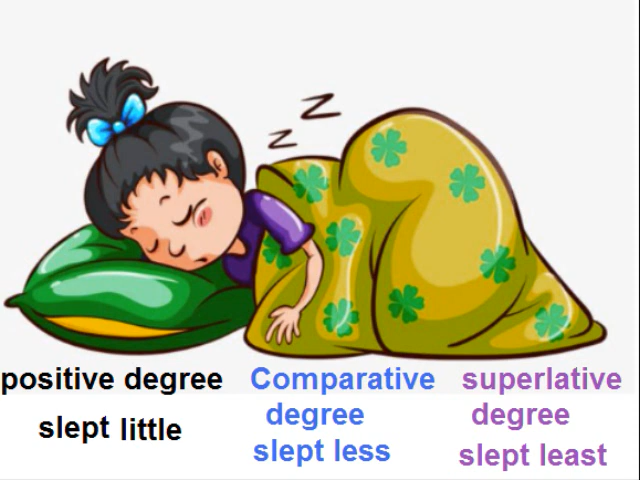 z z
positive degree
slept little
Comparative
degree
slept less
superlative
degree
slept least